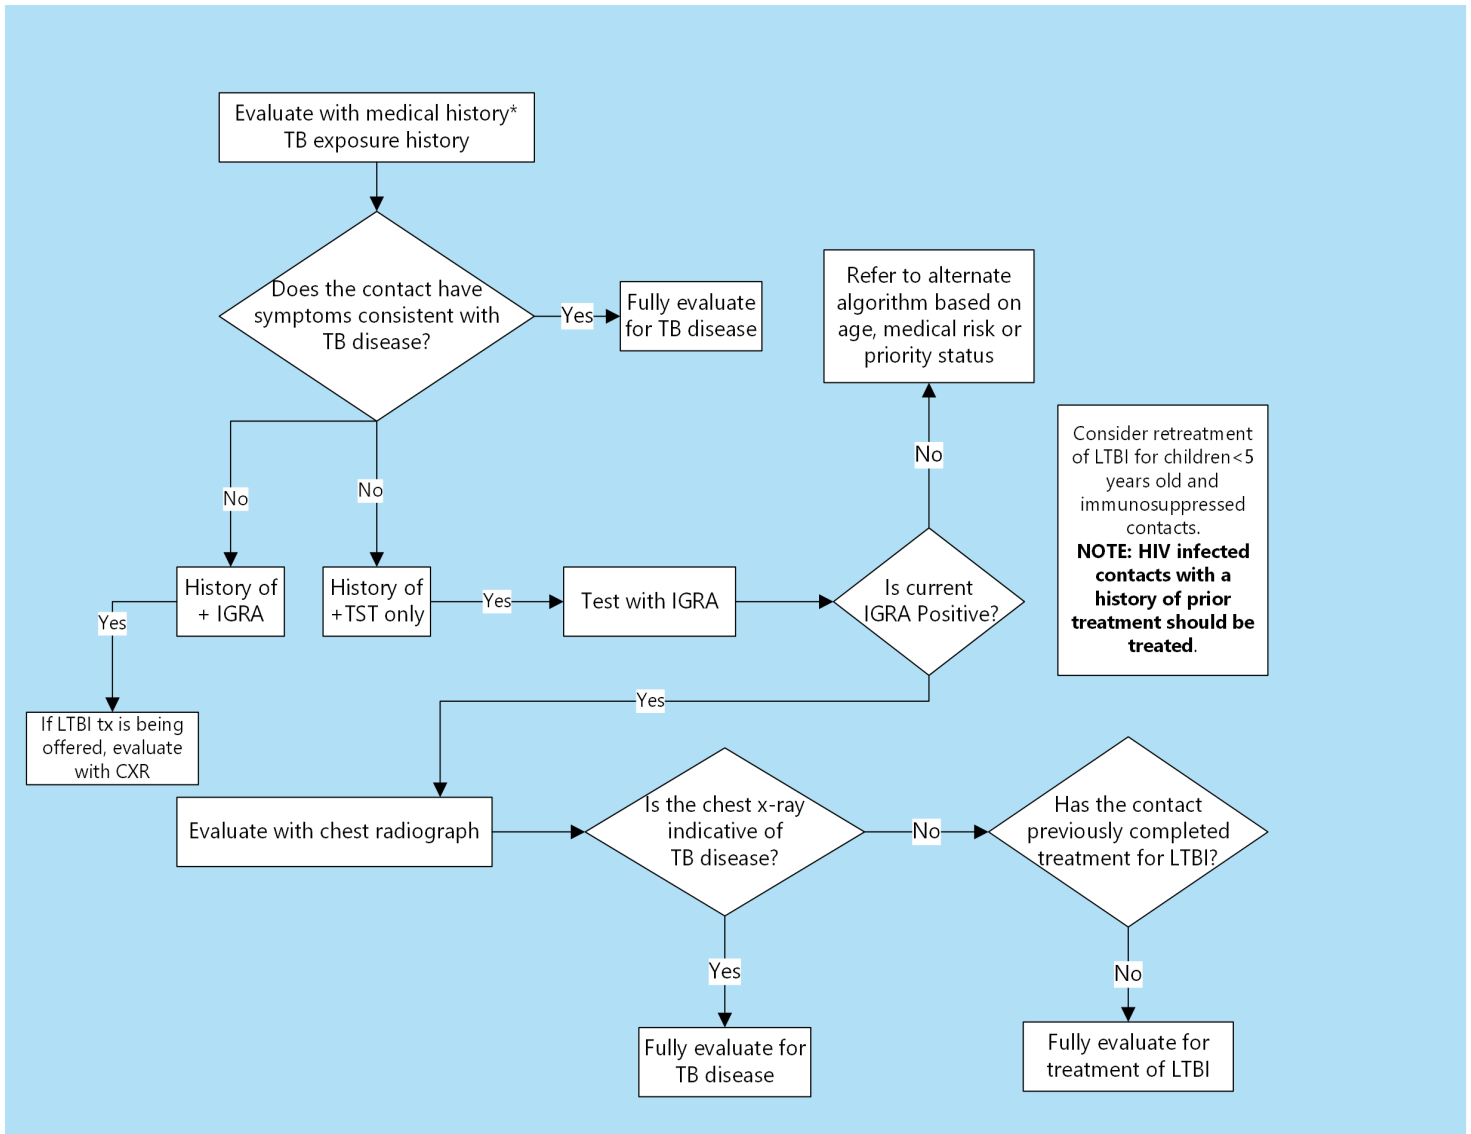 Evaluate with medical history*
TB exposure history
Does the contact have
symptoms consistent with
TB disease?
Yes
Fully evaluate
for TB disease
Refer to alternate
algorithm based on
age, medical risk or
priority status
No
No
No
Consider retreatment
of LTBI for children<5
years old and
immunosuppressed
contacts.
NOTE: HIV infected
contacts with a
history of prior
treatment should be
treated.
History of
+ IGRA
History of
+TST only
Yes
Test with IGRA
Is current
IGRA Positive?
Yes
Yes
If LTBI tx is being
offered, evaluate
with CXR
Evaluate with chest radiograph
Is the chest x-ray
indicative of
TB disease?
No
Has the contact
previously completed
treatment for LTBI?
Yes
No
Fully evaluate for
TB disease
Fully evaluate for
treatment of LTBI